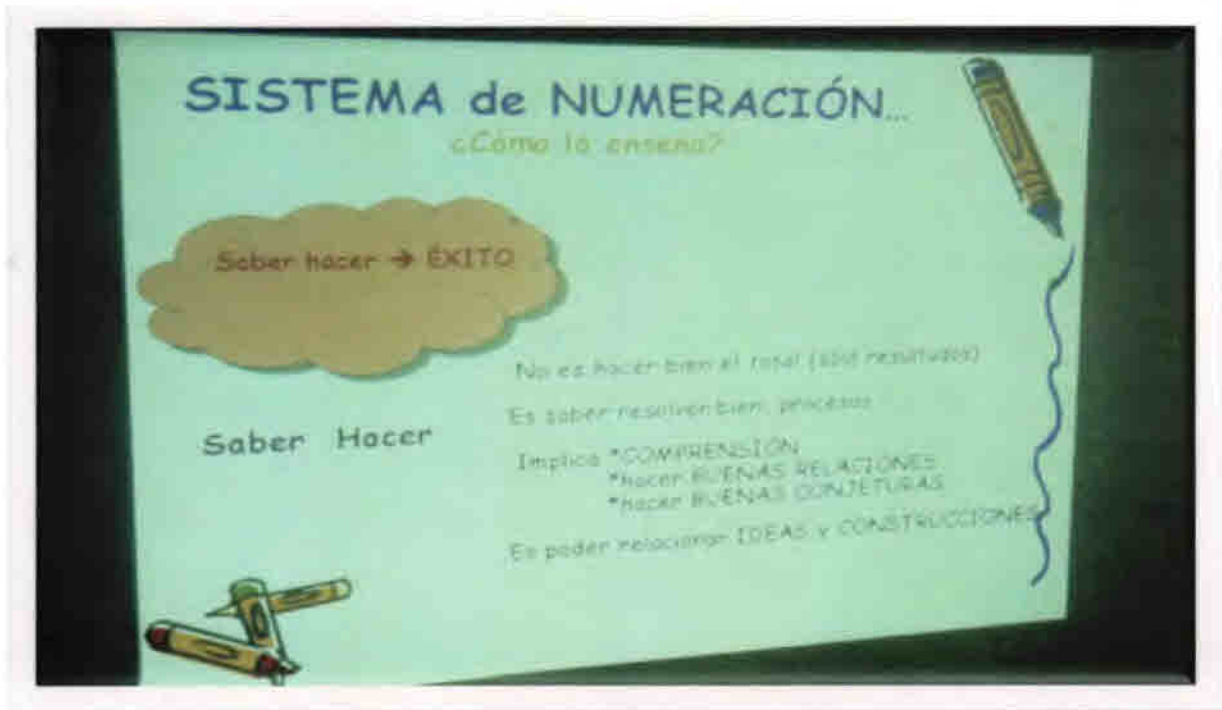 SISTEMA de NUMERACIÓN...
¿Cómo lo enseno?
Saber hacer → ÉXITO
No es hacer bien el total (sólo resultados)
Es saber resolver bien, procesos
Saber Hacer
Implica *COMPRENSIÓN
*hacer BUENAS RELACIONES
*hacer BUENAS CONJETURAS
Es poder relacionar IDEAS y CONSTRUCCIONES